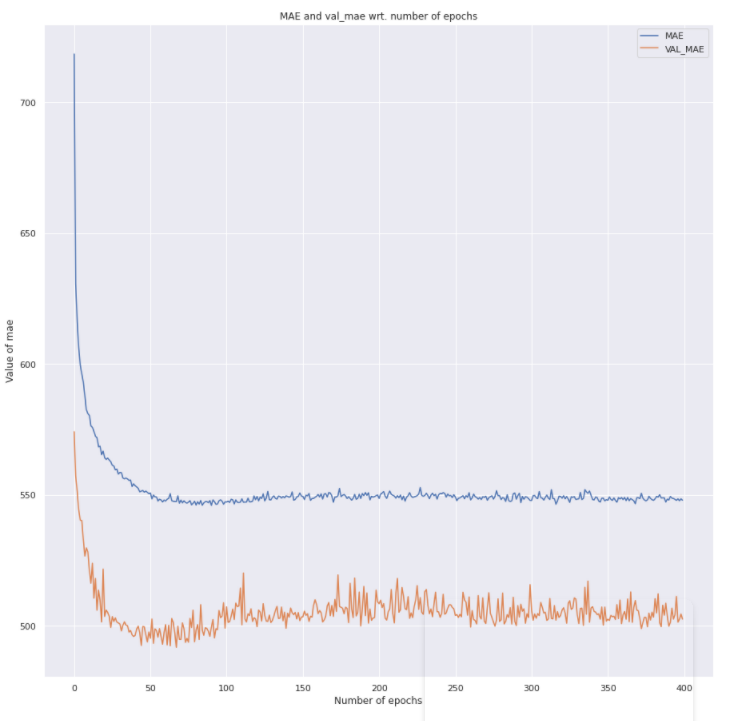 MAE and val_mae wrt. number of epochs
MAE
VAL_MAE
700
650
600
550
500
Value of mae
0 50 100 150 200 250 300 350 400
Number of epochs